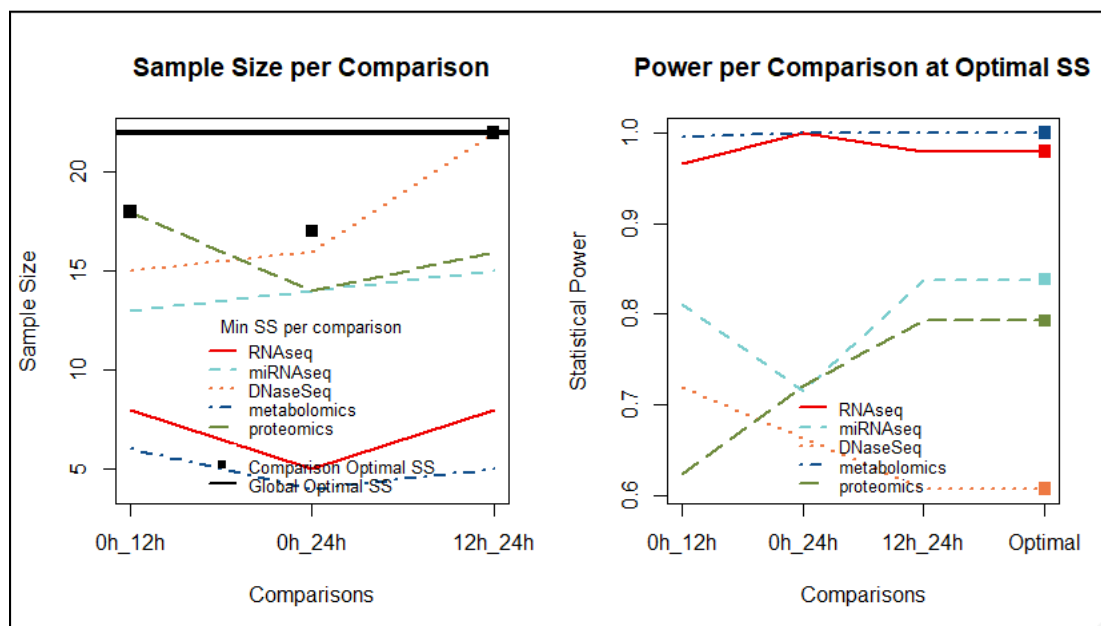 Sample Size per Comparison
Sample Size
20
15
10
5
Min SS per comparison
RNAseq
miRNAseq
DNaseSeq
metabolomics
proteomics
Comparison Optimal SS
Global Optimal SS
0h_12h
0h_24h
12h_24h
Comparisons
Power per Comparison at Optimal SS
Statistical Power
1.0
0.9
0.8
0.7
0.6
RNAseq
miRNAseq
DNaseSeq
metabolomics
proteomics
0h_12h
0h_24h
12h_24h
Optimal
Comparisons